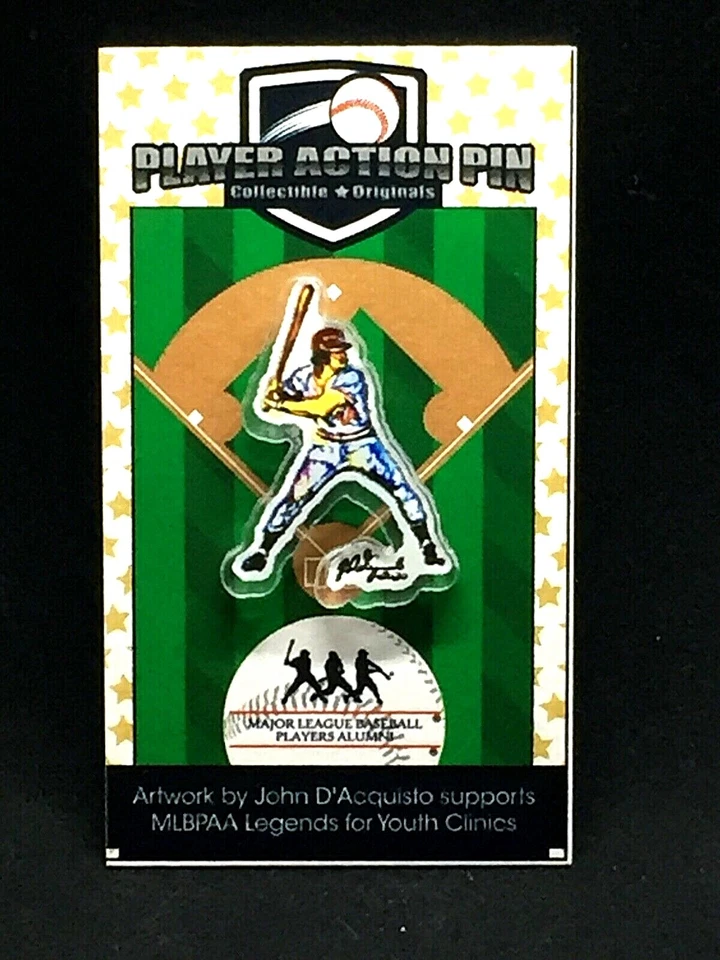 PLAYER ACTION PIN
Collectible ★ Originals
MAJOR LEAGUE BASEBALL
PLAYERS ALUMNI
Artwork by John D'Acquisto supports
MLBPAA Legends for Youth Clinics